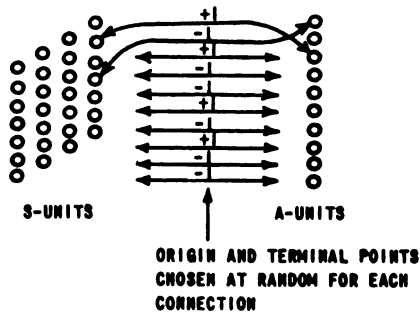 +
-
+
-
-
+
-
+
-
-
S-UNITS A-UNITS
ORIGIN AND TERMINAL POINTS
CHOSEN AT RANDOM FOR EACH
CONNECTION